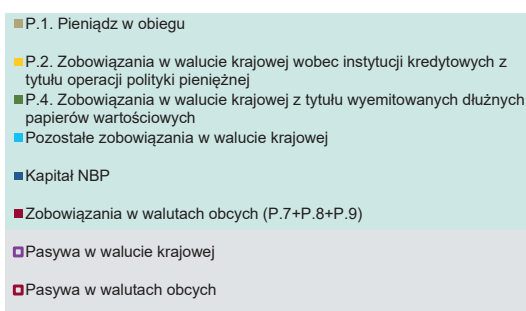 P.1. Pieniądz w obiegu
P.2. Zobowiązania w walucie krajowej wobec instytucji kredytowych z
tytułu operacji polityki pieniężnej
P.4. Zobowiązania w walucie krajowej z tytułu wyemitowanych dłużnych
papierów wartościowych
Pozostałe zobowiązania w walucie krajowej
Kapitał NBP
Zobowiązania w walutach obcych (P.7+P.8+P.9)
Pasywa w walucie krajowej
Pasywa w walutach obcych